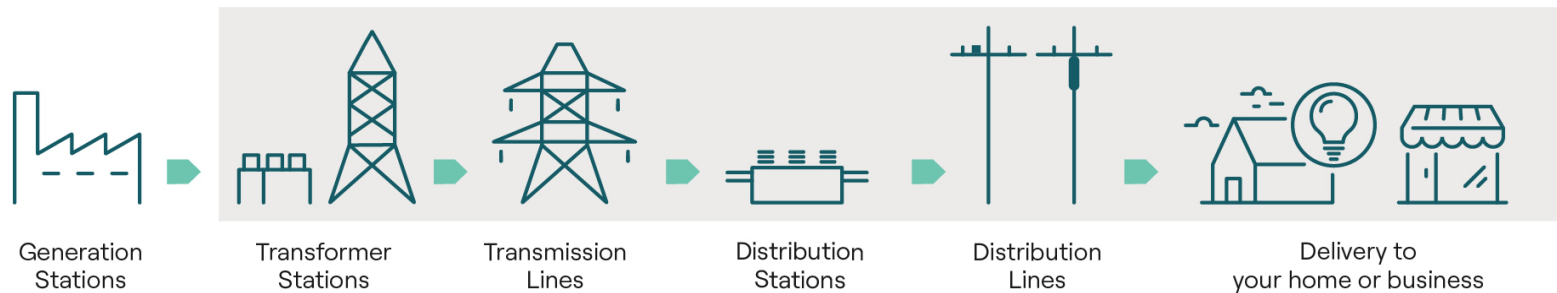 Generation
Stations
Transformer
Stations
Transmission
Lines
Distribution
Stations
Distribution
Lines
Delivery to
your home or business